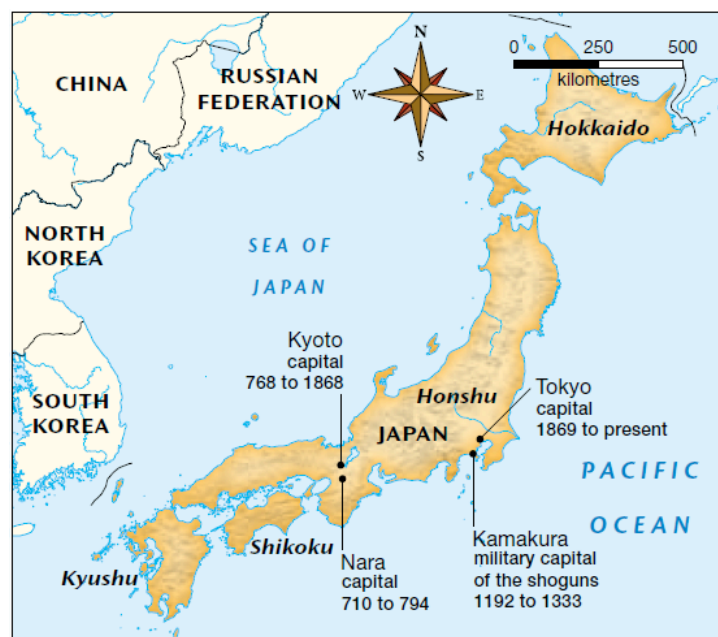 CHINA
RUSSIAN
FEDERATION
N
W
E
S
0 250 500
kilometres
Hokkaido
NORTH
KOREA
SEA OF
JAPAN
Kyoto
capital
768 to 1868
SOUTH
KOREA
Honshu
JAPAN
Tokyo
capital
1869 to present
PACIFIC
OCEAN
Shikoku
Kyushu
Nara
capital
710 to 794
Kamakura
military capital
of the shoguns
1192 to 1333